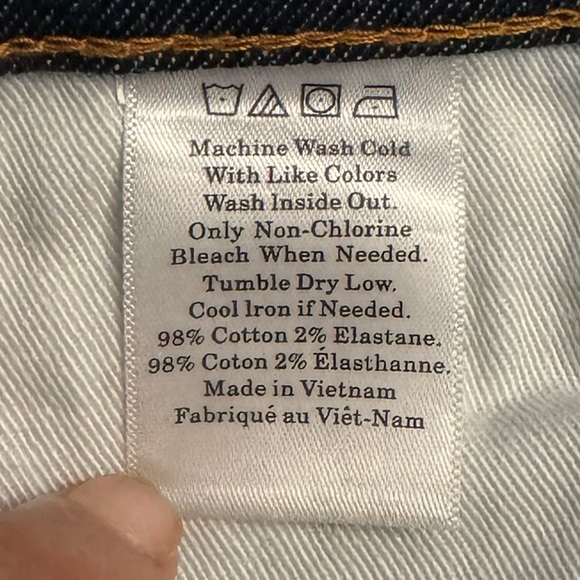 Machine Wash Cold
With Like Colors
Wash Inside Out.
Only Non-Chlorine
Bleach When Needed.
Tumble Dry Low.
Cool Iron if Needed.
98% Cotton 2% Elastane.
98% Coton 2% Élasthanne.
Made in Vietnam
Fabriqué au Viêt-Nam